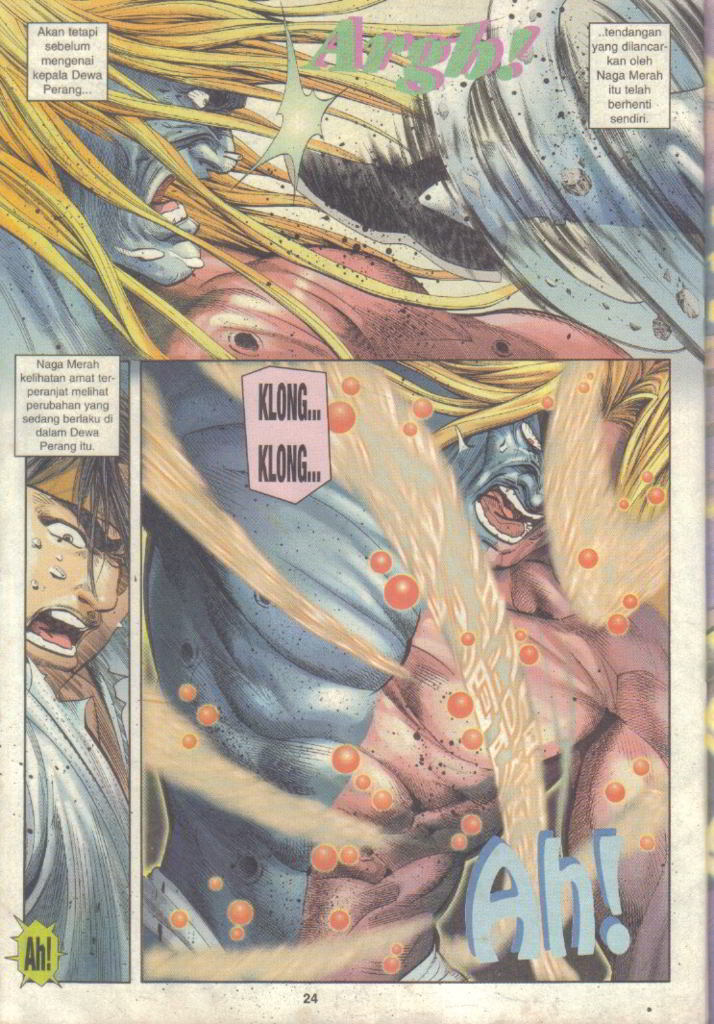 Akan tetapi
sebelum
mengenai
kepala Dewa
Perang...
Argh!
..tendangan
yang dilancar-
kan oleh
Naga Merah
itu telah
berhenti
sendiri.
Naga Merah
kelihatan amat ter-
peranjat melihat
perubahan yang
sedang berlaku di
dalam Dewa
Perang itu.
KLONG...
KLONG...
Ah!
Ah!
24